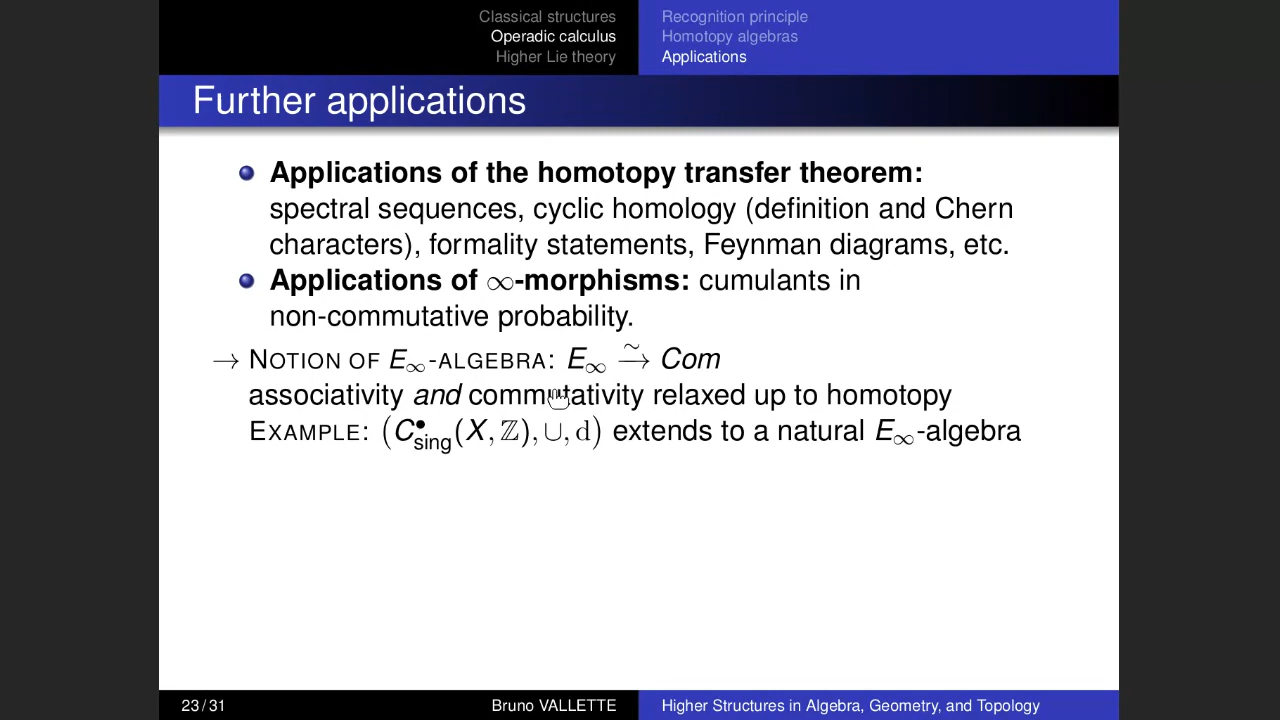 Classical structures
Operadic calculus
Higher Lie theory
Recognition principle
Homotopy algebras
Applications
Further applications
Applications of the homotopy transfer theorem:
spectral sequences, cyclic homology (definition and Chern
characters), formality statements, Feynman diagrams, etc.
Applications of ∞-morphisms: cumulants in
non-commutative probability.
→ NOTION OF E∞-ALGEBRA: E∞ ⥲ Com
associativity and commutativity relaxed up to homotopy
EXAMPLE: (C•sing(X, ℤ), ∪, d) extends to a natural E∞-algebra
23/31
Bruno VALLETTE
Higher Structures in Algebra, Geometry, and Topology